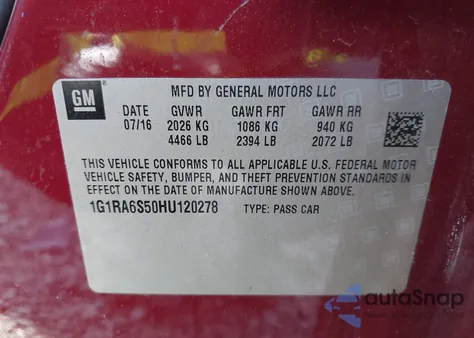 GM
MFD BY GENERAL MOTORS LLC
DATE GVWR GAWR FRT GAWR RR
07/16 2026 KG 1086 KG 940 KG
4466 LB 2394 LB 2072 LB
THIS VEHICLE CONFORMS TO ALL APPLICABLE U.S. FEDERAL MOTOR
VEHICLE SAFETY, BUMPER, AND THEFT PREVENTION STANDARDS IN
EFFECT ON THE DATE OF MANUFACTURE SHOWN ABOVE.
1G1RA6S50HU120278 TYPE: PASS CAR
autoSnap